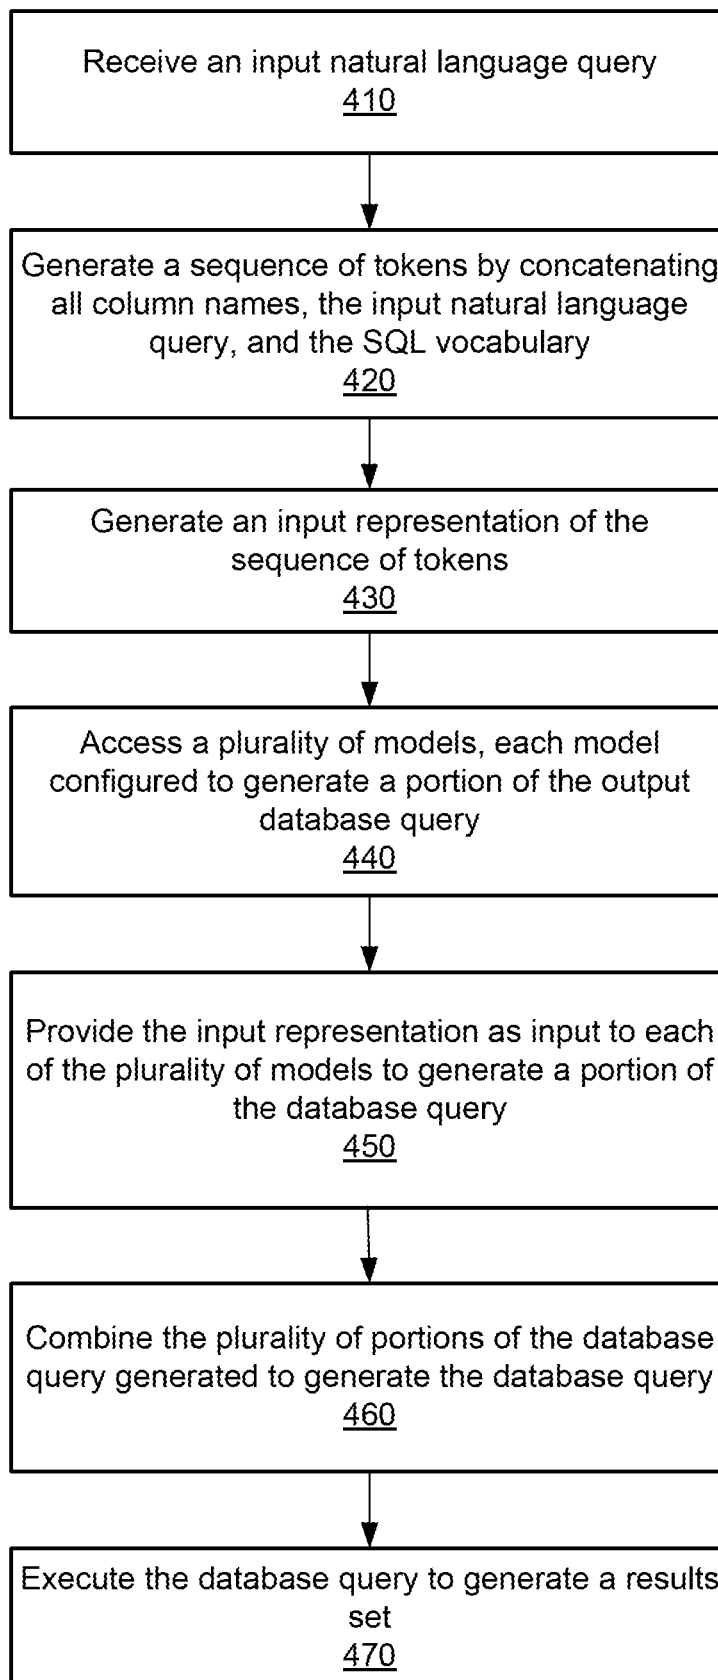 Receive an input natural language query
410
Generate a sequence of tokens by concatenating
all column names, the input natural language
query, and the SQL vocabulary
420
Generate an input representation of the
sequence of tokens
430
Access a plurality of models, each model
configured to generate a portion of the output
database query
440
Provide the input representation as input to each
of the plurality of models to generate a portion of
the database query
450
Combine the plurality of portions of the database
query generated to generate the database query
460
Execute the database query to generate a results
set
470